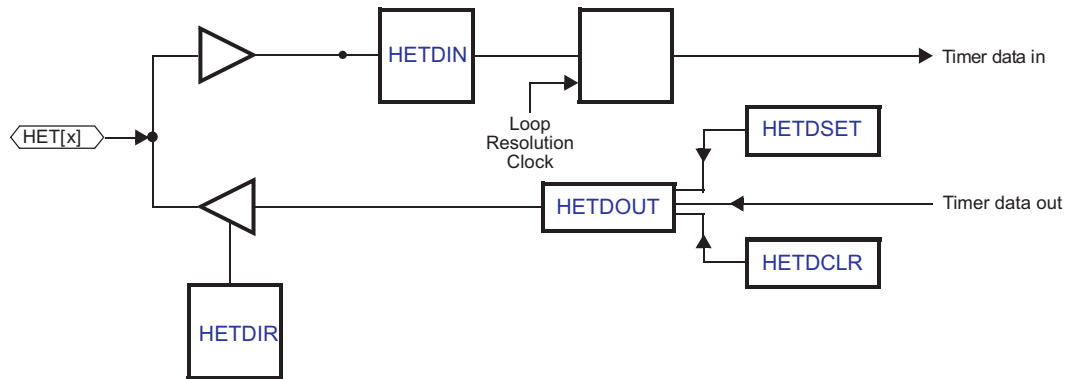 HETDIN
Timer data in
HET[x]
Loop
Resolution
Clock
HETDSET
HETDOUT
Timer data out
HETDCLR
HETDIR